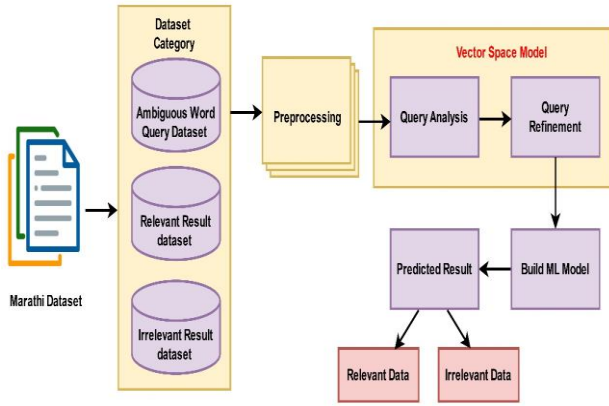 Marathi Dataset
Dataset
Category
Ambiguous Word
Query Dataset
Relevant Result
dataset
Irrelevant Result
dataset
Preprocessing
Vector Space Model
Query Analysis
Query
Refinement
Build ML Model
Predicted Result
Relevant Data
Irrelevant Data